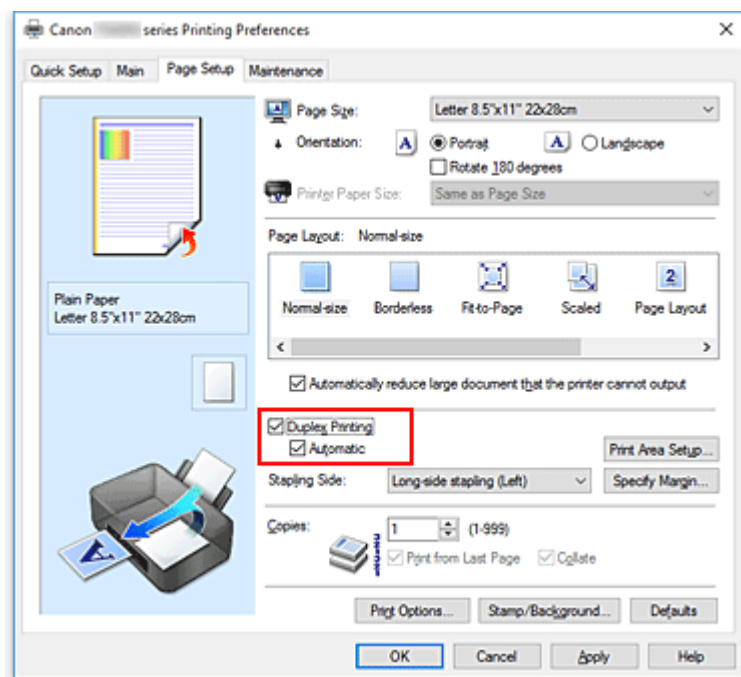 Canon series Printing Preferences
Quick Setup Main Page Setup Maintenance
Page Size: Letter 8.5"x11" 22x28cm
Orientation: A Portrait A Landscape
Rotate 180 degrees
Printer Paper Size: Same as Page Size
Page Layout: Normal-size
2
Normal-size Borderless Fit-to-Page Scaled Page Layout
Plain Paper
Letter 8.5"x11" 22x28cm
Automatically reduce large document that the printer cannot output
Duplex Printing
Automatic
Print Area Setup...
Stapling Side: Long-side stapling (Left) Specify Margin...
Copies: 1 (1-999)
Print from Last Page Collate
A
Print Options... Stamp/Background... Defaults
OK Cancel Apply Help